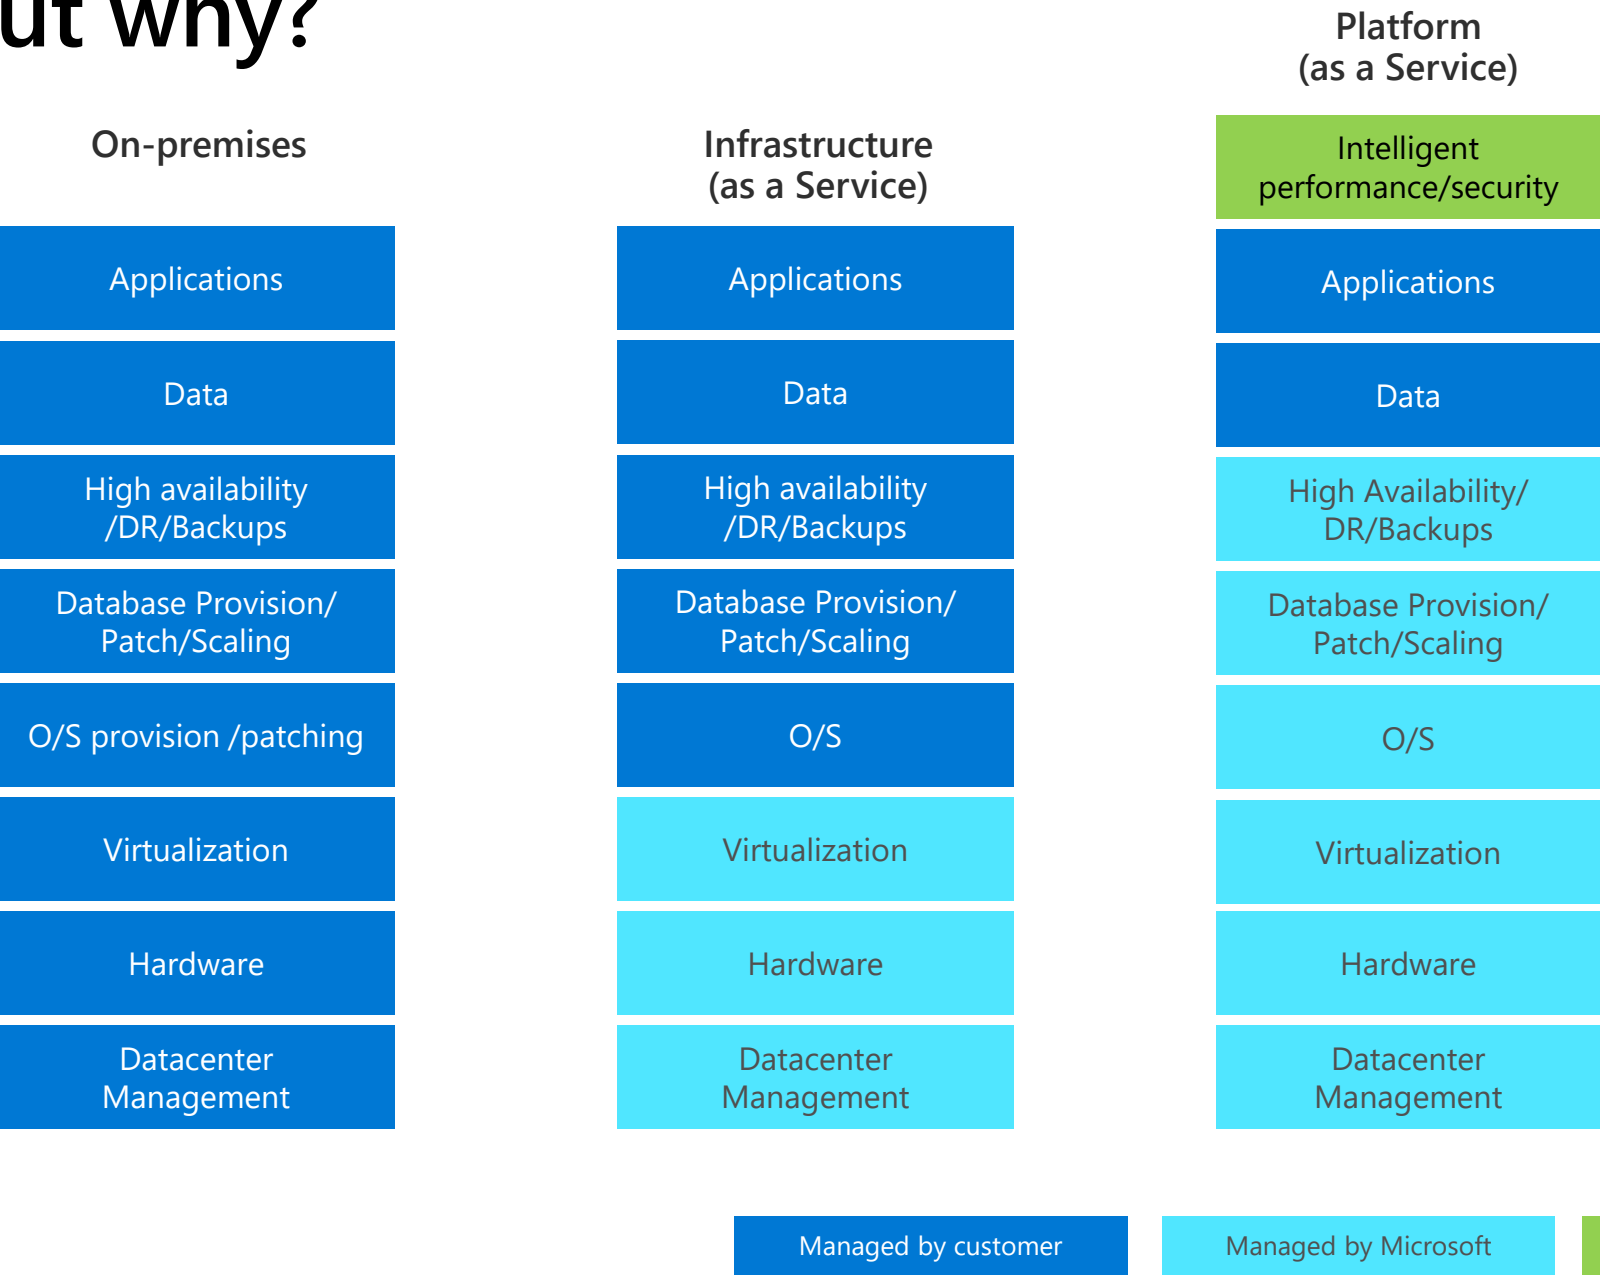 ut why?
On-premises
Applications
Data
High availability
/DR/Backups
Database Provision/
Patch/Scaling
O/S provision /patching
Virtualization
Hardware
Datacenter
Management
Infrastructure
(as a Service)
Applications
Data
High availability
/DR/Backups
Database Provision/
Patch/Scaling
O/S
Virtualization
Hardware
Datacenter
Management
Platform
(as a Service)
Intelligent
performance/security
Applications
Data
High Availability/
DR/Backups
Database Provision/
Patch/Scaling
O/S
Virtualization
Hardware
Datacenter
Management
Managed by customer
Managed by Microsoft